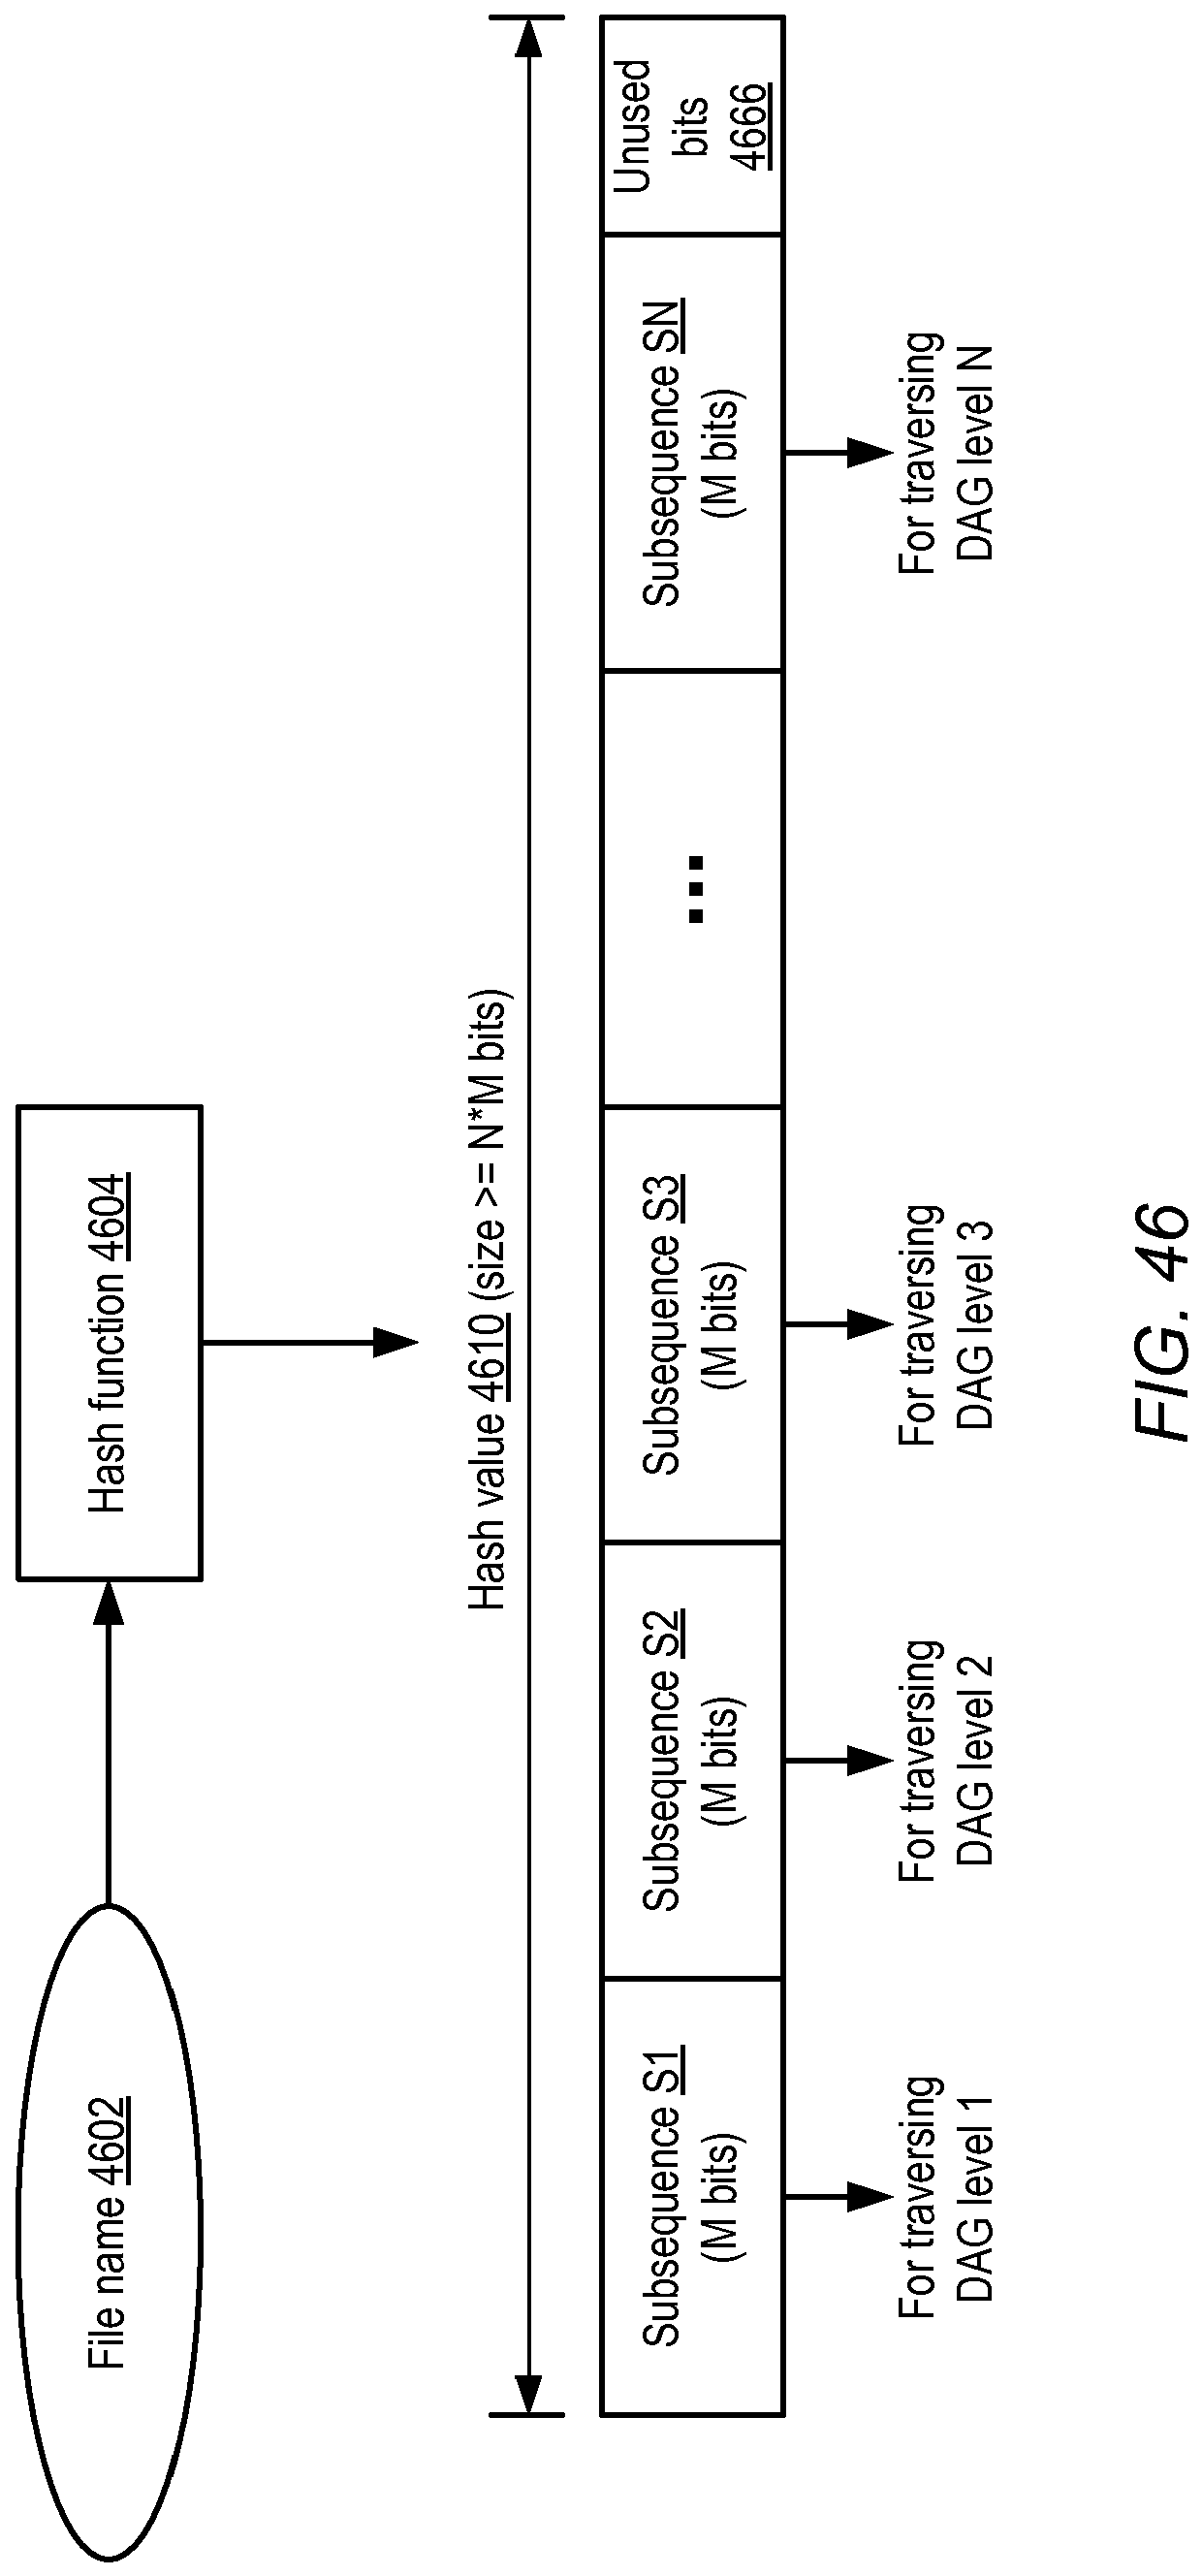 File name 4602
Hash function 4604
Hash value 4610 (size >= N*M bits)
Subsequence S1
(M bits)
Subsequence S2
(M bits)
Subsequence S3
(M bits)
...
Subsequence SN
(M bits)
Unused
bits
4666
For traversing
DAG level 1
For traversing
DAG level 2
For traversing
DAG level 3
For traversing
DAG level N
FIG. 46